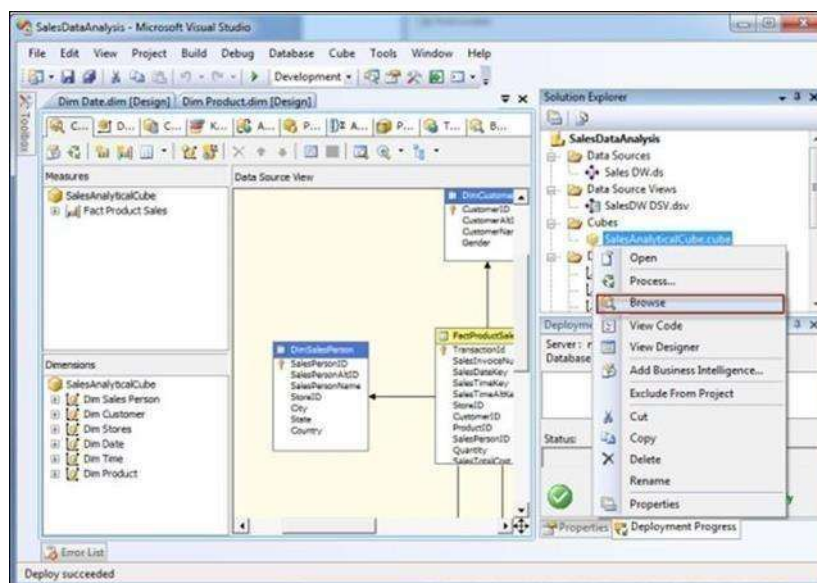 SalesDataAnalysis - Microsoft Visual Studio
File Edit View Project Build Debug Database Cube Tools Window Help
Development
Toolbox
Dim Date.dim [Design] Dim Product.dim [Design]
C... D... C... K... A... P... A... P... T... B...
Measures
SalesAnalyticalCube
Fact Product Sales
Dimensions
SalesAnalyticalCube
Dim Sales Person
Dim Customer
Dim Stores
Dim Date
Dim Time
Dim Product
Data Source View
DimCustome
CustomerID
CustomerAltI
CustomerNar
Gender
DimSalesPerson
SalesPersonID
SalesPersonAltID
SalesPersonName
StoreID
City
State
Country
FactProductSale
TransactionId
SalesInvoiceNu
SalesDateKey
SalesTimeKey
SalesTimeAltKe
StoreID
CustomerID
ProductID
SalesPersonID
Quantity
SalesTotalCost
Solution Explorer
SalesDataAnalysis
Data Sources
Sales DW.ds
Data Source Views
SalesDW DSV.dsv
Cubes
SalesAnalyticalCube.cube
D
Open
Process...
Browse
View Code
View Designer
Add Business Intelligence...
Exclude From Project
Cut
Copy
Delete
Rename
Properties
Deployme
Server :
Database
Status:
y
Properties Deployment Progress
Error List
Deploy succeeded